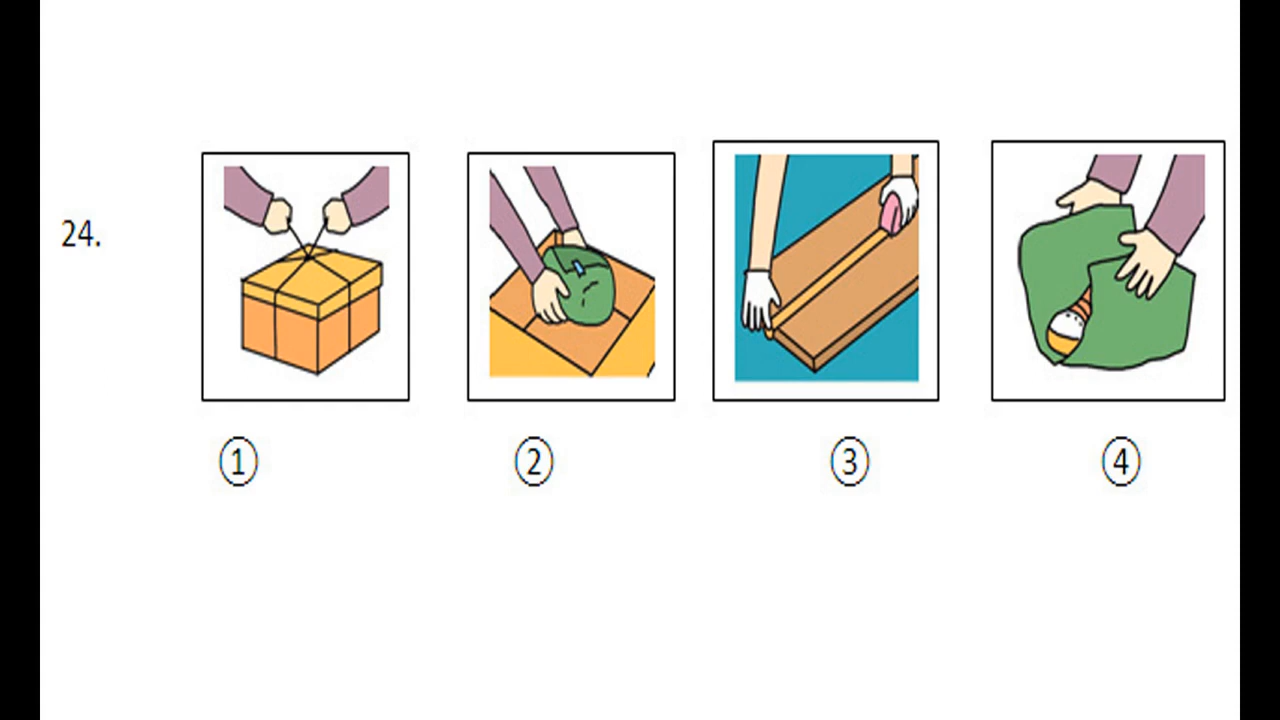 24.
① ② ③ ④